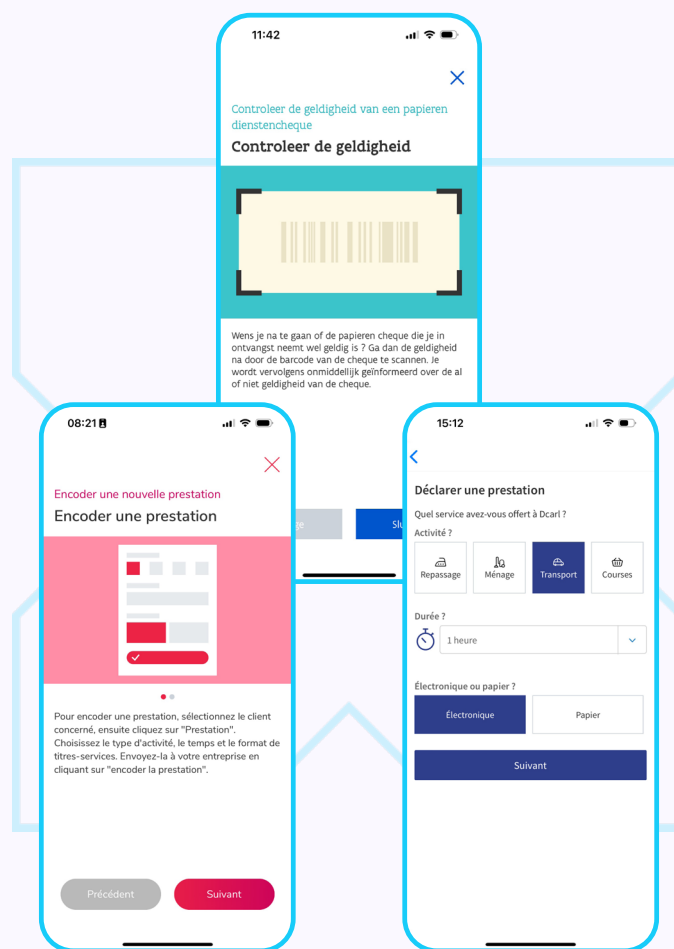 11:42
Controleer de geldigheid van een papieren
dienstencheque
Controleer de geldigheid
Wens je na te gaan of de papieren cheque die je in
ontvangst neemt wel geldig is ? Ga dan de geldigheid
na door de barcode van de cheque te scannen. Je
wordt vervolgens onmiddellijk geïnformeerd over de al
of niet geldigheid van de cheque.
08:21
Encoder une nouvelle prestation
Encoder une prestation
Pour encoder une prestation, sélectionnez le client
concerné, ensuite cliquez sur "Prestation".
Choisissez le type d'activité, le temps et le format de
titres-services. Envoyez-la à votre entreprise en
cliquant sur "encoder la prestation".
Précédent
Suivant
15:12
Déclarer une prestation
Quel service avez-vous offert à Dcarl ?
Activité ?
Repassage
Ménage
Transport
Courses
Durée ?
1 heure
Électronique ou papier ?
Électronique
Papier
Suivant